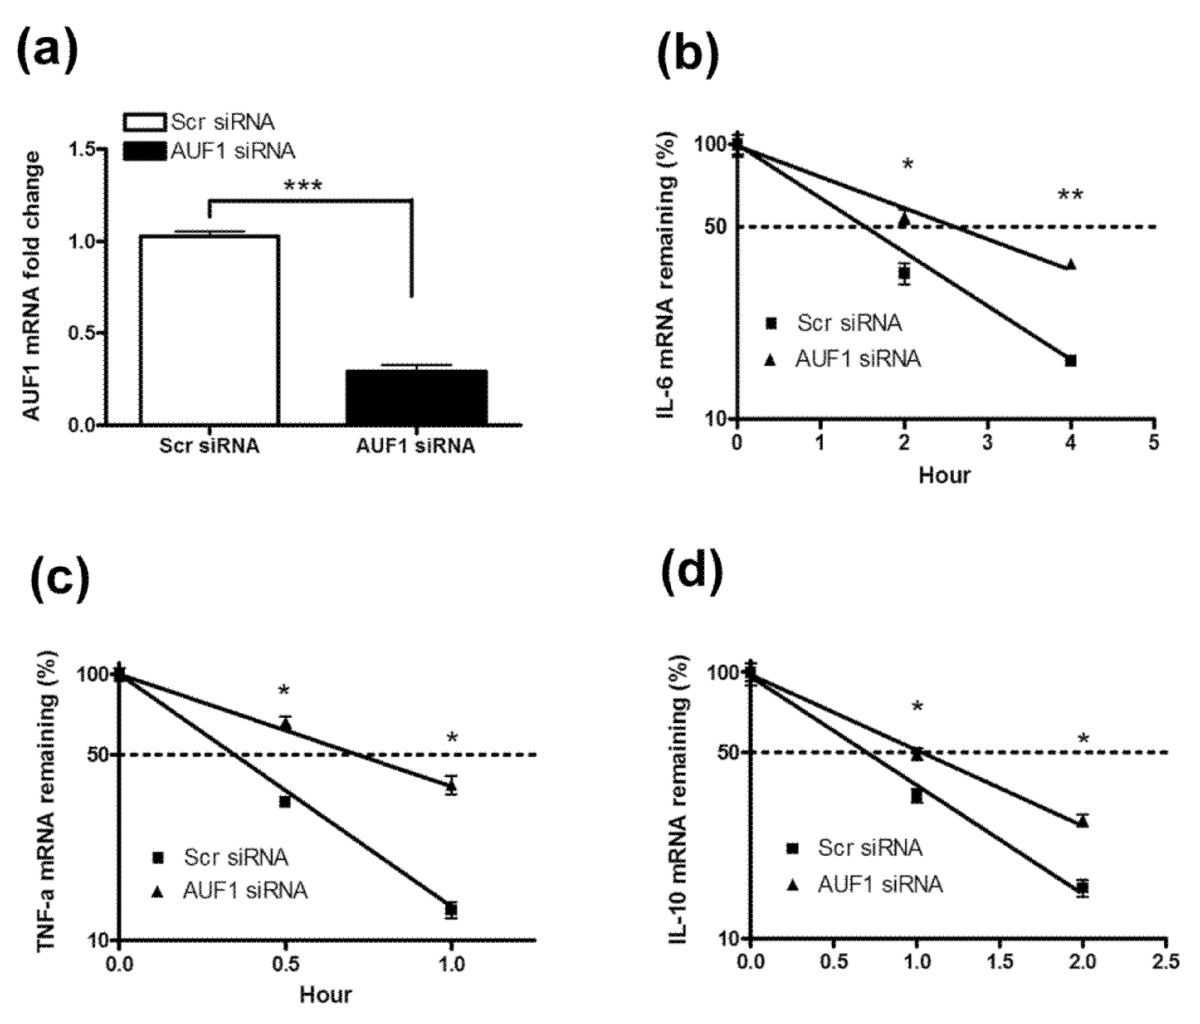 (a)
Scr siRNA
AUF1 siRNA
AUF1 mRNA fold change
1.5
1.0
0.5
0.0
***
Scr siRNA
AUF1 siRNA
(b)
IL-6 mRNA remaining (%)
100
50
10
*
**
Scr siRNA
AUF1 siRNA
0 1 2 3 4 5
Hour
(c)
TNF-a mRNA remaining (%)
100
50
10
*
*
Scr siRNA
AUF1 siRNA
0.0 0.5 1.0
Hour
(d)
IL-10 mRNA remaining (%)
100
50
10
*
*
Scr siRNA
AUF1 siRNA
0.0 0.5 1.0 1.5 2.0 2.5